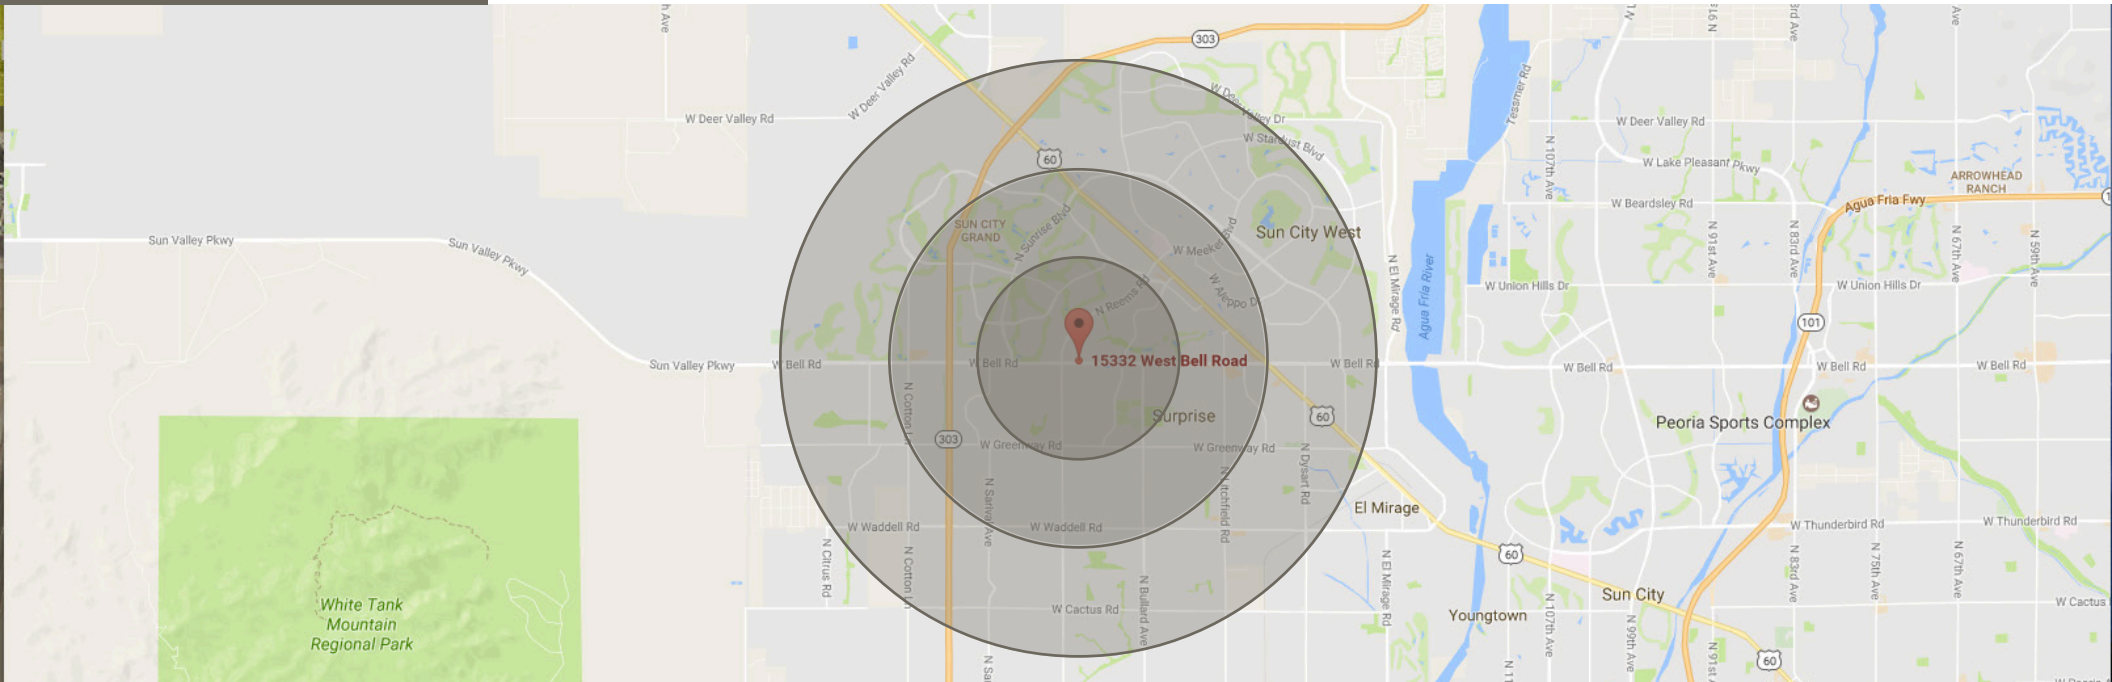 303
W Deer Valley Rd
W Deer Valley Rd
W Deer Valley Dr
W Stardust Blvd
60
Tessmer Rd
W Deer Valley Rd
N 107th Ave
W Lake Pleasant Pkwy
ARROWHEAD
RANCH
W Beardsley Rd
Agua Fria Fwy
Sun Valley Pkwy
Sun Valley Pkwy
SUN CITY
GRAND
N Sunrise Blvd
W Meeker Blvd
Sun City West
N El Mirage Rd
Agua Fria River
N 91st Ave
N 83rd Ave
N 67th Ave
N 59th Ave
W Union Hills Dr
W Union Hills Dr
N Reems Rd
W Aleppo D
101
Sun Valley Pkwy
W Bell Rd
W Bell Rd
15332 West Bell Road
W Bell Rd
W Bell Rd
W Bell Rd
W Bell Rd
N Cotton Ln
Surprise
60
Peoria Sports Complex
303
W Greenway Rd
W Greenway Rd
N Dysart Rd
N Sarival Ave
N Litchfield Rd
El Mirage
W Waddell Rd
W Waddell Rd
W Thunderbird Rd
W Thunderbird Rd
N Citrus Rd
N Cotton Ln
60
N El Mirage Rd
N 83rd Ave
N 75th Ave
N 67th Ave
N Bullard Ave
White Tank
Mountain
Regional Park
W Cactus Rd
Youngtown
N 107th Ave
Sun City
N 99th Ave
W Cactus
60
N 91st